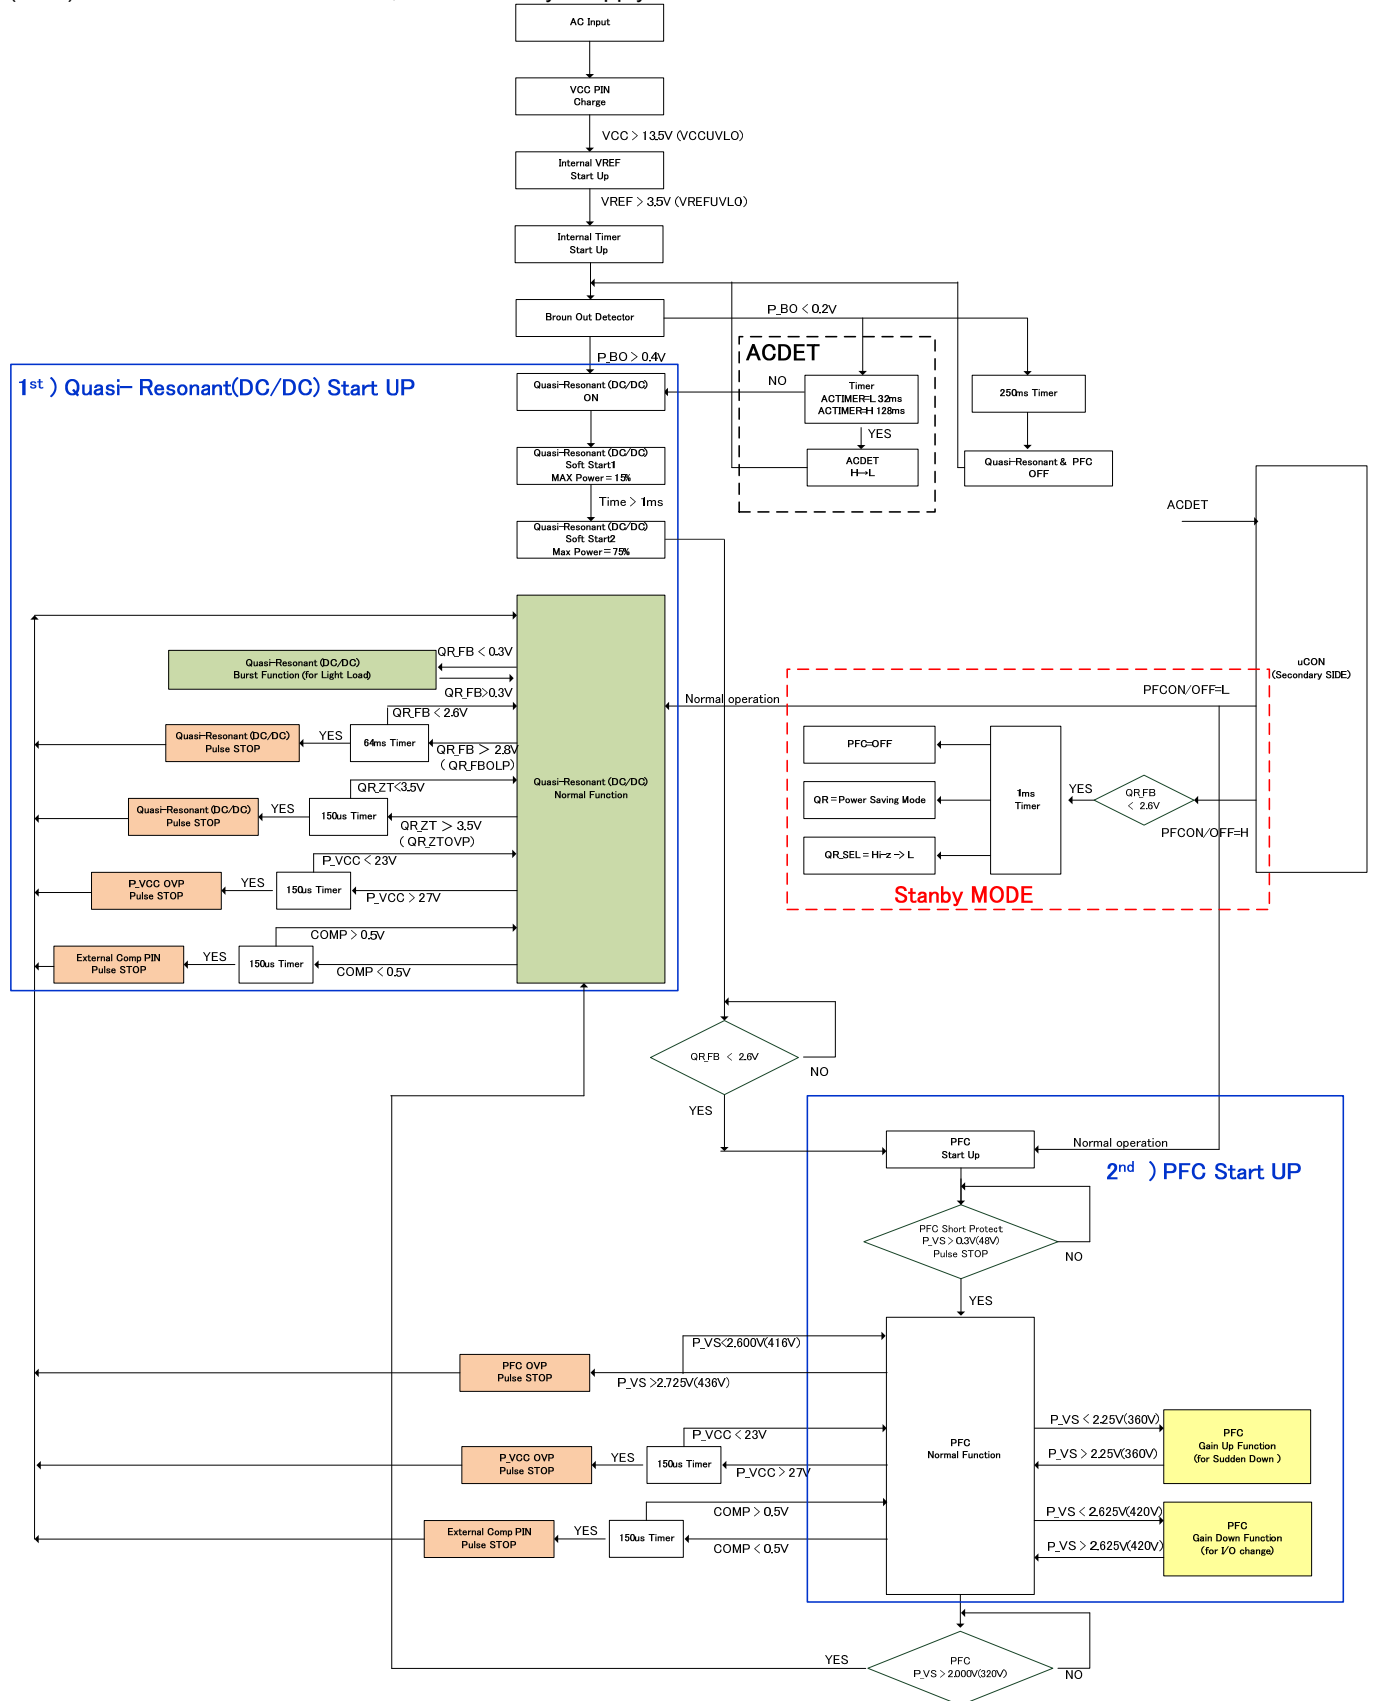 AC Input
VCC PIN
Charge
VCC > 13.5V (VCCUVLO)
Internal VREF
Start Up
VREF > 3.5V (VREFUVLO)
Internal Timer
Start Up
Broun Out Detector
P_BO < 0.2V
P_BO > 0.4V
ACDET
1st ) Quasi-Resonant(DC/DC) Start UP
Quasi-Resonant (DC/DC)
ON
NO
Timer
ACTIMER=L 32ms
ACTIMER=H 128ms
250ms Timer
YES
Quasi-Resonant (DC/DC)
Soft Start1
MAX Power = 15%
ACDET
H→L
Quasi-Resonant & PFC
OFF
Time > 1ms
Quasi-Resonant (DC/DC)
Soft Start2
Max Power = 75%
ACDET
uCON
(Secondary SIDE)
Quasi-Resonant (DC/DC)
Burst Function (for Light Load)
QR_FB < 0.3V
QR_FB>0.3V
QR_FB < 2.6V
Quasi-Resonant (DC/DC)
Pulse STOP
YES
64ms Timer
QR_FB > 2.8V
( QR_FBOLP)
QR_ZT<3.5V
Quasi-Resonant (DC/DC)
Pulse STOP
YES
150us Timer
QR_ZT > 3.5V
( QR_ZTOVP)
P_VCC < 23V
P_VCC OVP
Pulse STOP
YES
150us Timer
P_VCC > 27V
COMP > 0.5V
External Comp PIN
Pulse STOP
YES
150us Timer
COMP < 0.5V
Quasi-Resonant (DC/DC)
Normal Function
Normal operation
PFCON/OFF=L
PFC=OFF
QR = Power Saving Mode
QR_SEL = Hi-z -> L
1ms
Timer
YES
QR_FB
< 2.6V
PFCON/OFF=H
Stanby MODE
QR_FB < 2.6V
NO
YES
PFC
Start Up
Normal operation
2nd ) PFC Start UP
PFC Short Protect
P_VS > 0.3V(48V)
Pulse STOP
NO
YES
P_VS<2.600V(416V)
PFC OVP
Pulse STOP
P_VS >2.725V(436V)
P_VCC < 23V
P_VCC OVP
Pulse STOP
YES
150us Timer
P_VCC > 27V
COMP > 0.5V
External Comp PIN
Pulse STOP
YES
150us Timer
COMP < 0.5V
PFC
Normal Function
P_VS < 2.25V(360V)
P_VS > 2.25V(360V)
PFC
Gain Up Function
(for Sudden Down )
P_VS < 2.625V(420V)
P_VS > 2.625V(420V)
PFC
Gain Down Function
(for I/O change)
YES
PFC
P_VS > 2.000V(320V)
NO